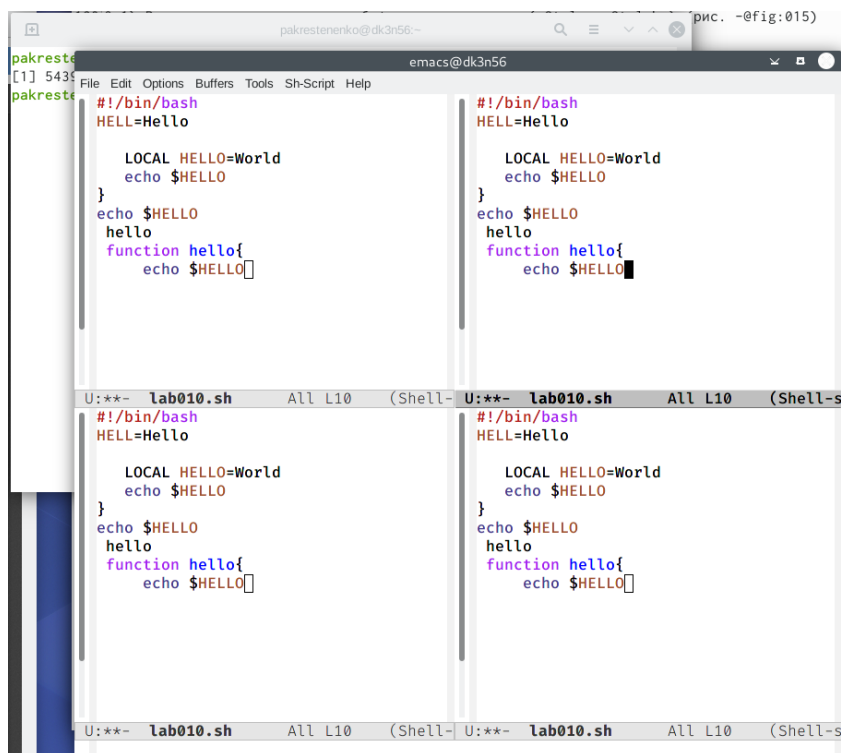 (рис. -@fig:015)
pakrestenenko@dk3n56:~
pakreste
[1] 5439
pakreste
emacs@dk3n56
File Edit Options Buffers Tools Sh-Script Help
#!/bin/bash
HELL=Hello
LOCAL HELLO=World
echo $HELLO
}
echo $HELLO
hello
function hello{
echo $HELLO
U:**- lab010.sh All L10 (Shell-
#!/bin/bash
HELL=Hello
LOCAL HELLO=World
echo $HELLO
}
echo $HELLO
hello
function hello{
echo $HELLO
U:**- lab010.sh All L10 (Shell-s
#!/bin/bash
HELL=Hello
LOCAL HELLO=World
echo $HELLO
}
echo $HELLO
hello
function hello{
echo $HELLO
U:**- lab010.sh All L10 (Shell-
#!/bin/bash
HELL=Hello
LOCAL HELLO=World
echo $HELLO
}
echo $HELLO
hello
function hello{
echo $HELLO
U:**- lab010.sh All L10 (Shell-s